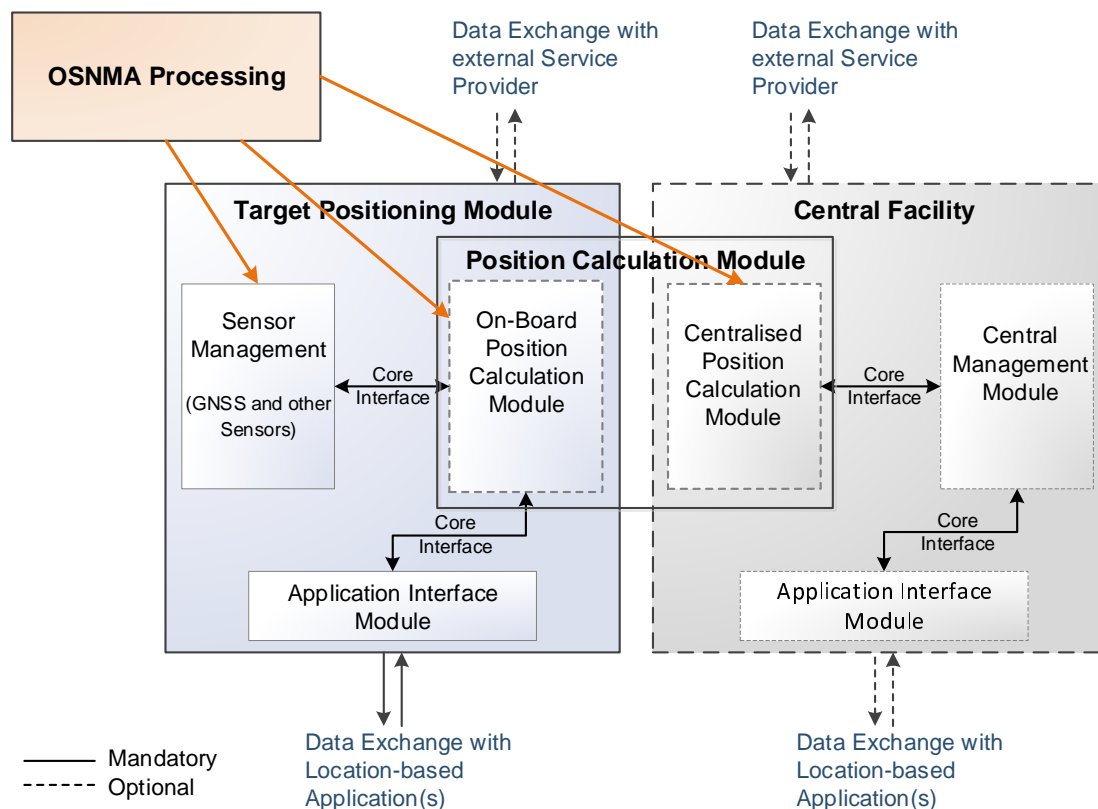 OSNMA Processing
Data Exchange with
external Service
Provider
Data Exchange with
external Service
Provider
Target Positioning Module
Central Facility
Position Calculation Module
Sensor
Management
(GNSS and other
Sensors)
Core
Interface
On-Board
Position
Calculation
Module
Centralised
Position
Calculation
Module
Core
Interface
Central
Management
Module
Core
Interface
Core
Interface
Application Interface
Module
Application Interface
Module
Data Exchange with
Location-based
Application(s)
Data Exchange with
Location-based
Application(s)
Mandatory
Optional